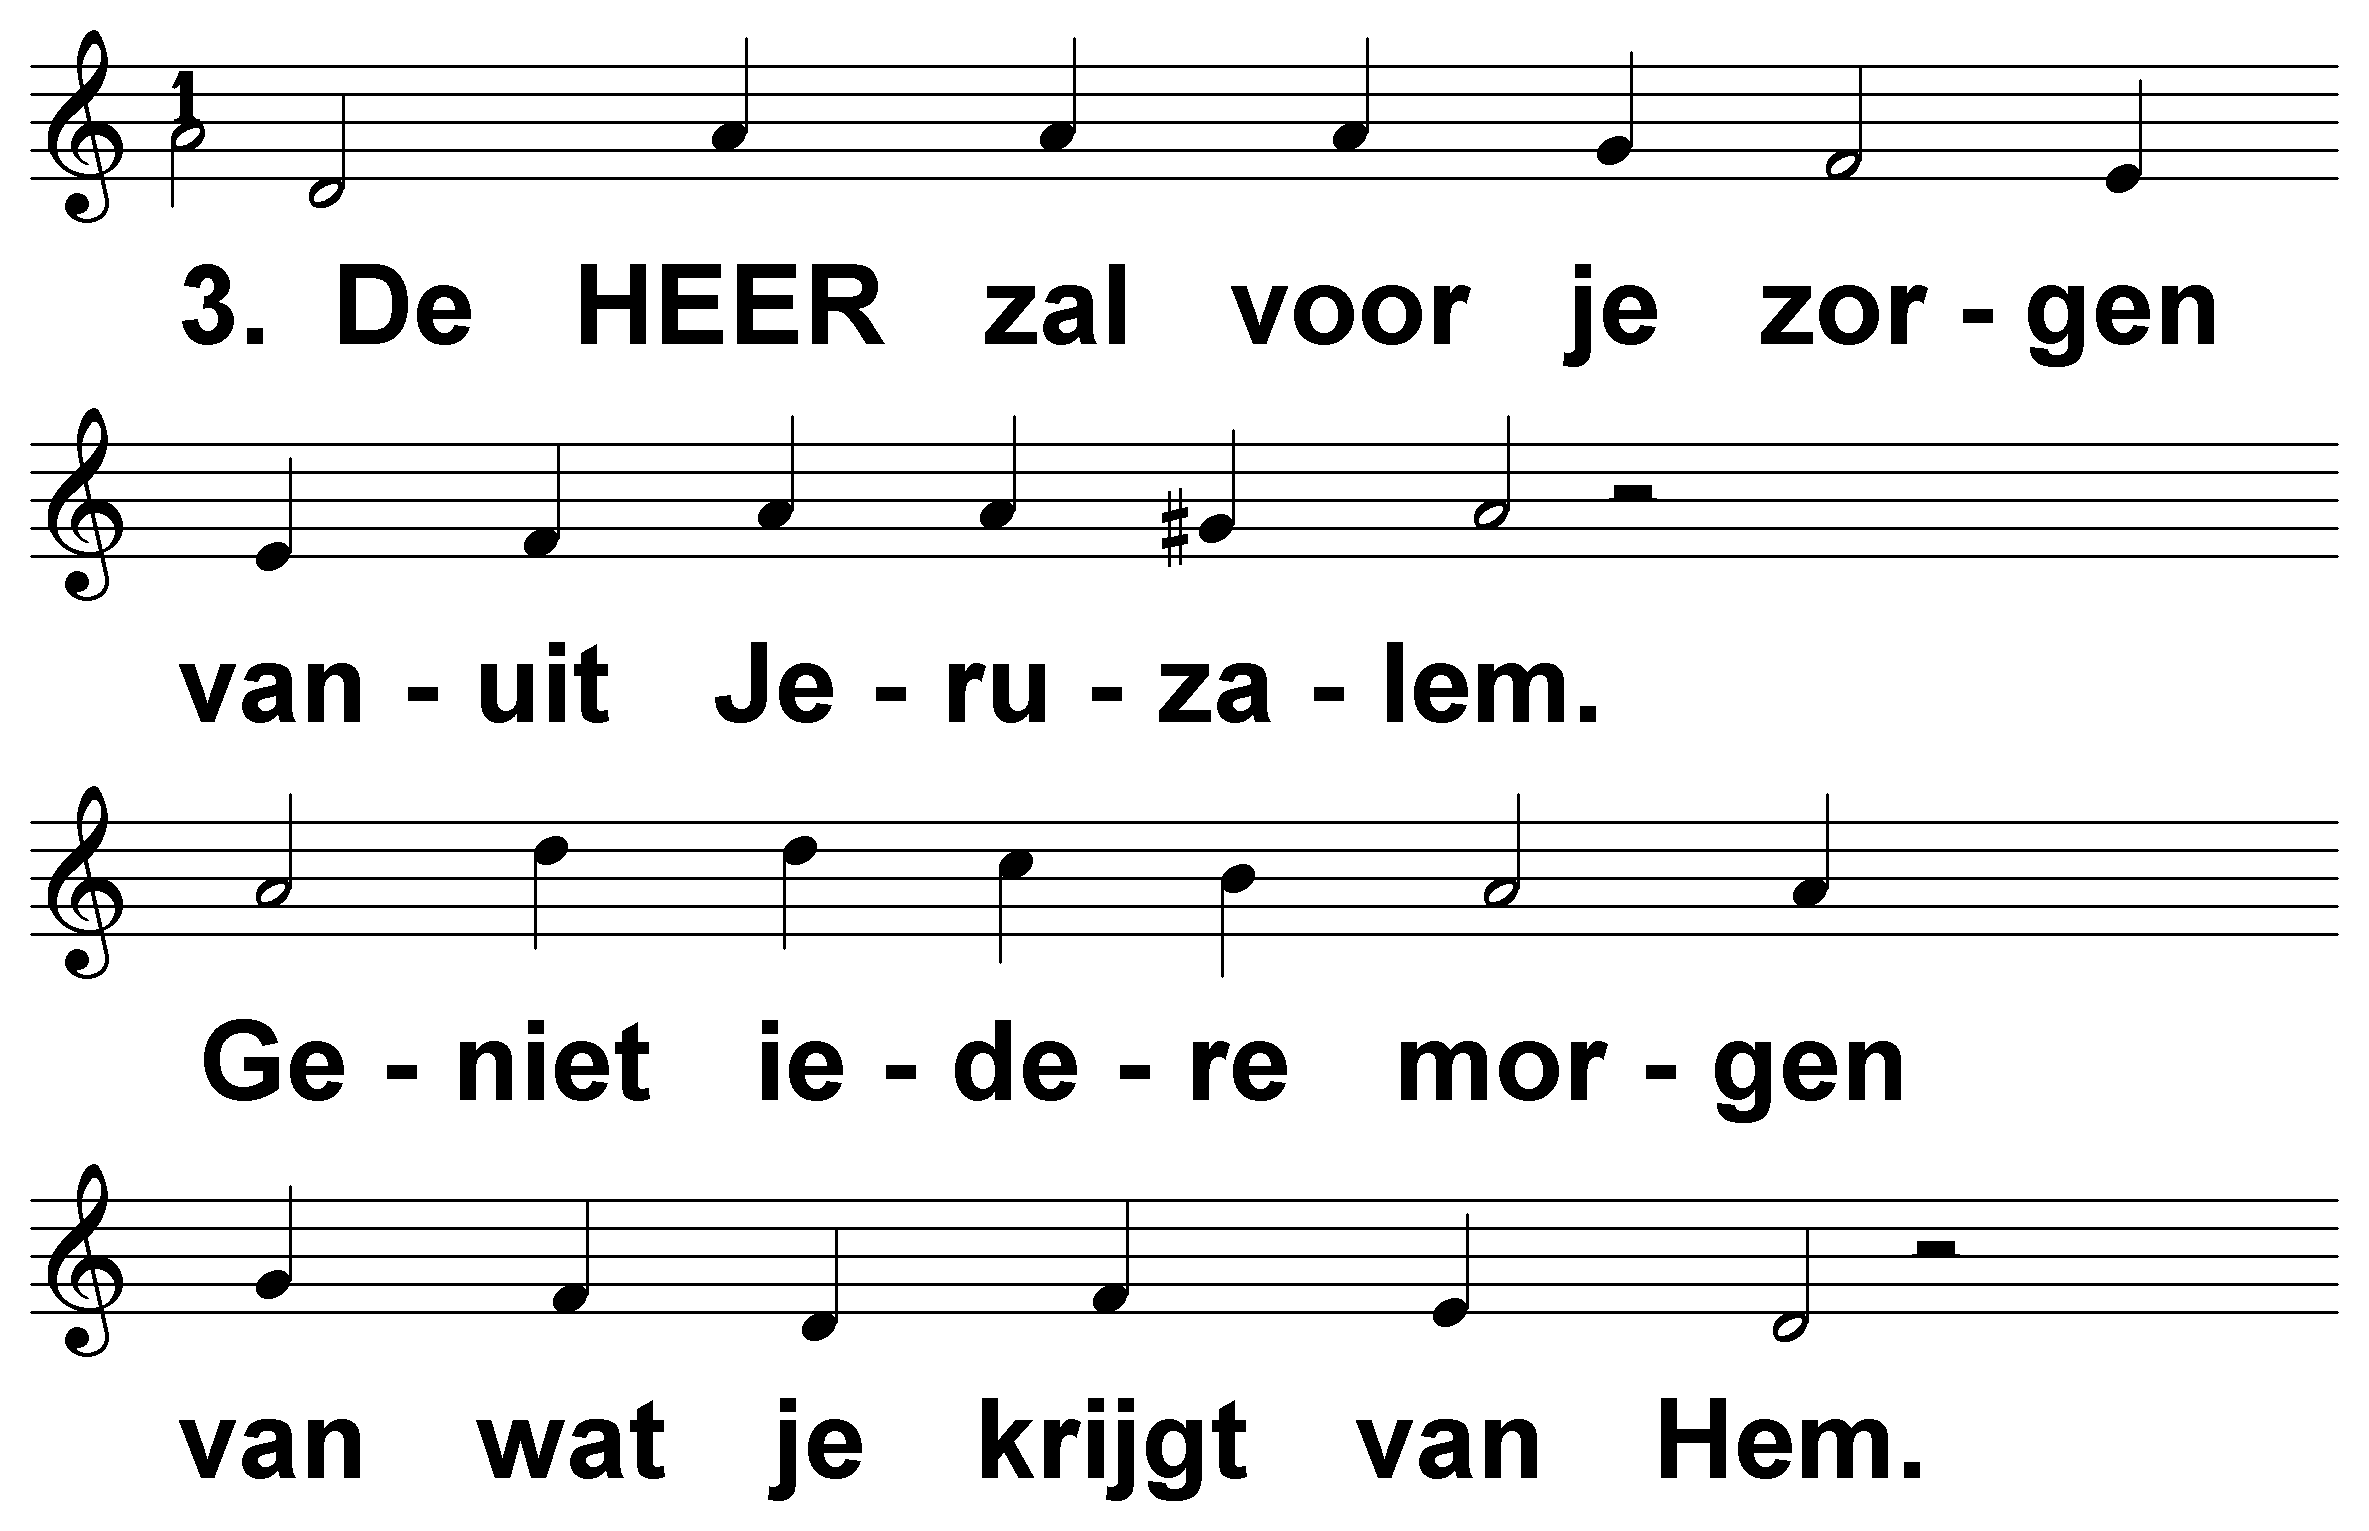 1
3. De HEER zal voor je zor - gen
van - uit Je - ru - za - lem.
Ge - niet ie - de - re mor - gen
van wat je krijgt van Hem.